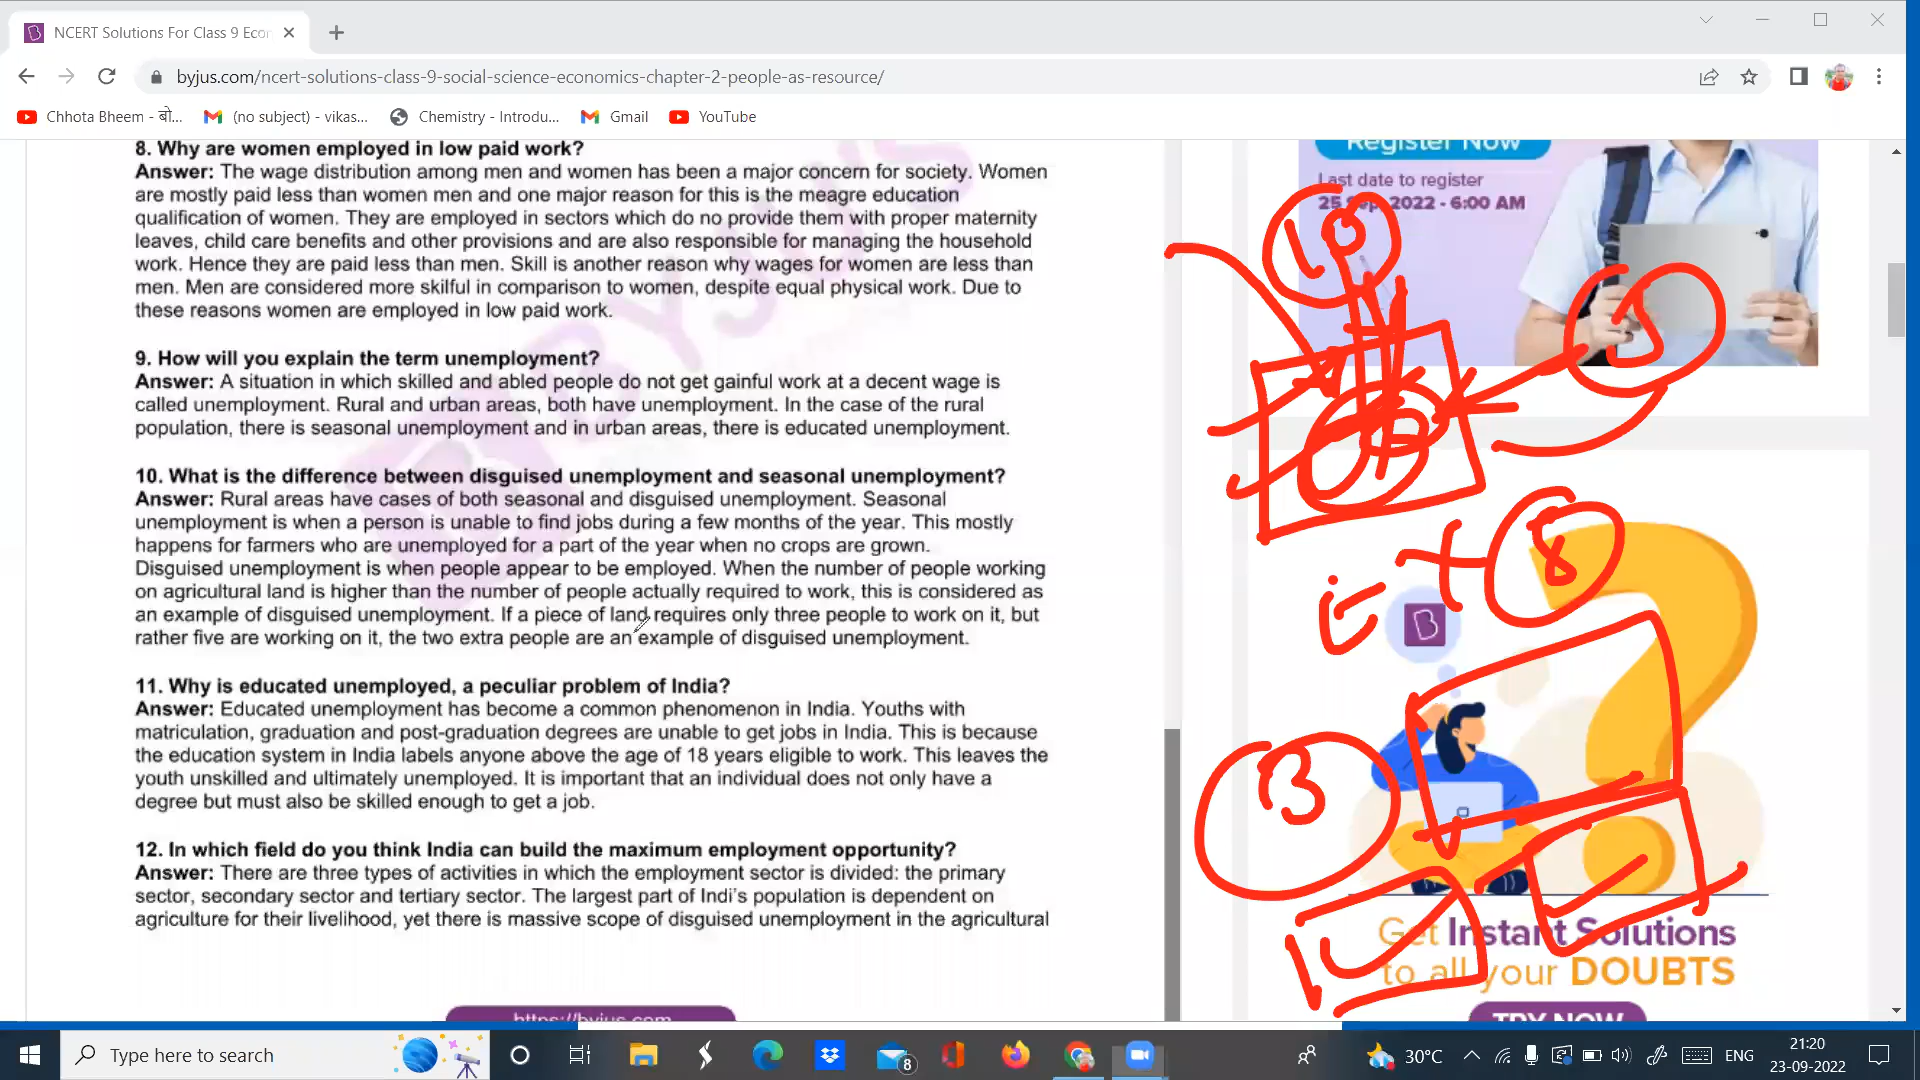 NCERT Solutions For Class 9 Econ
byjus.com/ncert-solutions-class-9-social-science-economics-chapter-2-people-as-resource/
Chhota Bheem - बो... (no subject) - vikas... Chemistry - Introdu... Gmail YouTube
8. Why are women employed in low paid work?
Answer: The wage distribution among men and women has been a major concern for society. Women
are mostly paid less than women men and one major reason for this is the meagre education
qualification of women. They are employed in sectors which do no provide them with proper maternity
leaves, child care benefits and other provisions and are also responsible for managing the household
work. Hence they are paid less than men. Skill is another reason why wages for women are less than
men. Men are considered more skilful in comparison to women, despite equal physical work. Due to
these reasons women are employed in low paid work.
9. How will you explain the term unemployment?
Answer: A situation in which skilled and abled people do not get gainful work at a decent wage is
called unemployment. Rural and urban areas, both have unemployment. In the case of the rural
population, there is seasonal unemployment and in urban areas, there is educated unemployment.
10. What is the difference between disguised unemployment and seasonal unemployment?
Answer: Rural areas have cases of both seasonal and disguised unemployment. Seasonal
unemployment is when a person is unable to find jobs during a few months of the year. This mostly
happens for farmers who are unemployed for a part of the year when no crops are grown.
Disguised unemployment is when people appear to be employed. When the number of people working
on agricultural land is higher than the number of people actually required to work, this is considered as
an example of disguised unemployment. If a piece of land requires only three people to work on it, but
rather five are working on it, the two extra people are an example of disguised unemployment.
11. Why is educated unemployed, a peculiar problem of India?
Answer: Educated unemployment has become a common phenomenon in India. Youths with
matriculation, graduation and post-graduation degrees are unable to get jobs in India. This is because
the education system in India labels anyone above the age of 18 years eligible to work. This leaves the
youth unskilled and ultimately unemployed. It is important that an individual does not only have a
degree but must also be skilled enough to get a job.
12. In which field do you think India can build the maximum employment opportunity?
Answer: There are three types of activities in which the employment sector is divided: the primary
sector, secondary sector and tertiary sector. The largest part of Indi's population is dependent on
agriculture for their livelihood, yet there is massive scope of disguised unemployment in the agricultural
https://byjus.com
BYJU'S
Register Now
Last date to register
25 Sep, 2022 - 6:00 AM
10
8
3
Get Instant Solutions
to all your DOUBTS
TRY NOW
Type here to search
8
30°C
ENG
21:20
23-09-2022